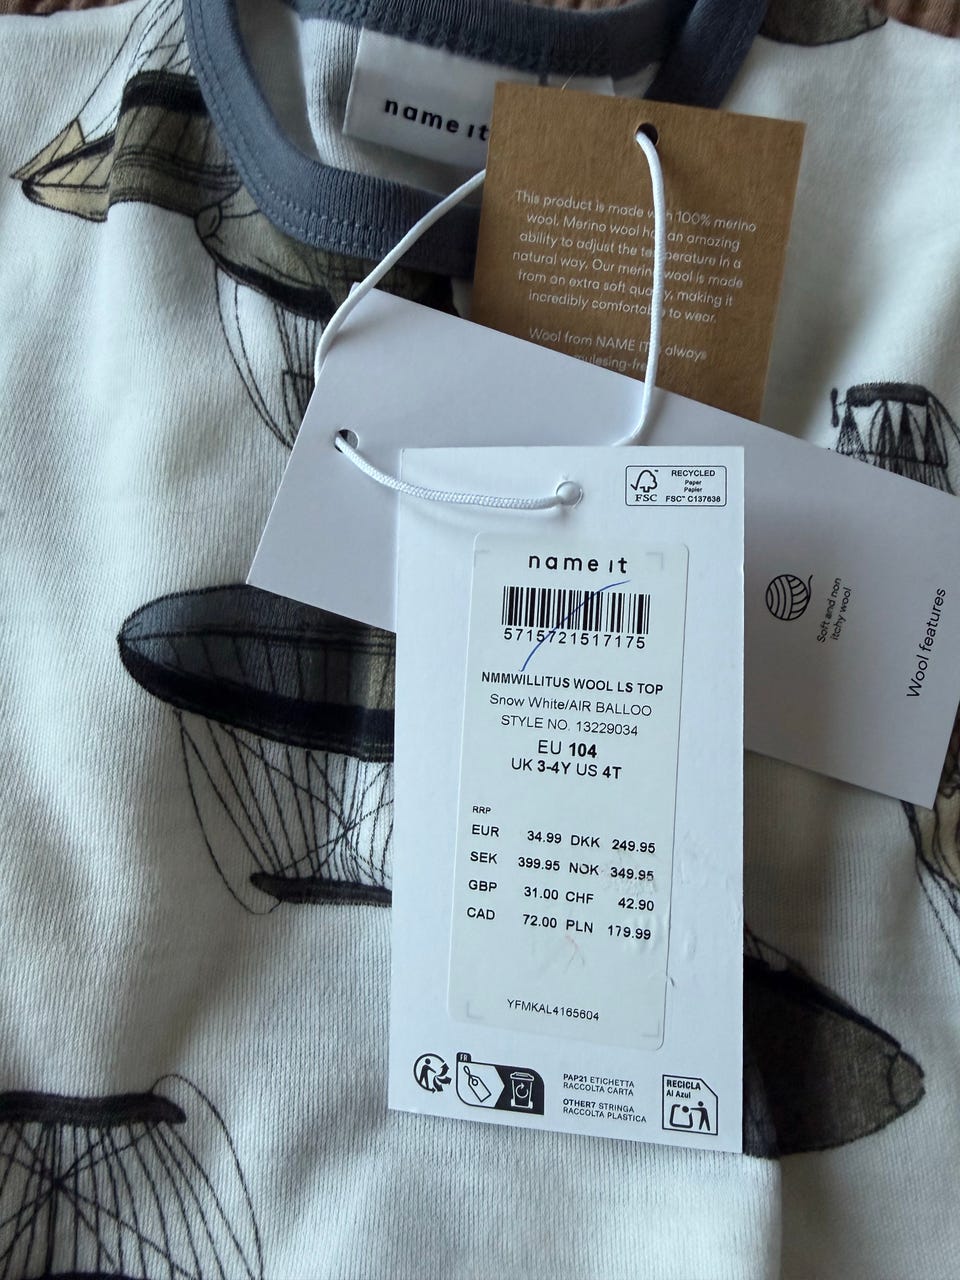 name it
This product is made with 100% merino
wool. Merino wool has an amazing
ability to adjust the temperature in a
natural way. Our merino wool is made
from an extra soft quality, making it
incredibly comfortable to wear.
Wool from NAME IT is always
mulesing-free
FSC
RECYCLED
Paper
Papier
FSC™ C137638
name it
5715721517175
NMMWILLITUS WOOL LS TOP
Snow White/AIR BALLOO
STYLE NO. 13229034
EU 104
UK 3-4Y US 4T
RRP
EUR 34.99 DKK 249.95
SEK 399.95 NOK 349.95
GBP 31.00 CHF 42.90
CAD 72.00 PLN 179.99
YFMKAL4165604
FR
PAP21 ETICHETTA
RACCOLTA CARTA
OTHER7 STRINGA
RACCOLTA PLASTICA
RECICLA
Al Azul
Soft and non
itchy wool
Wool features